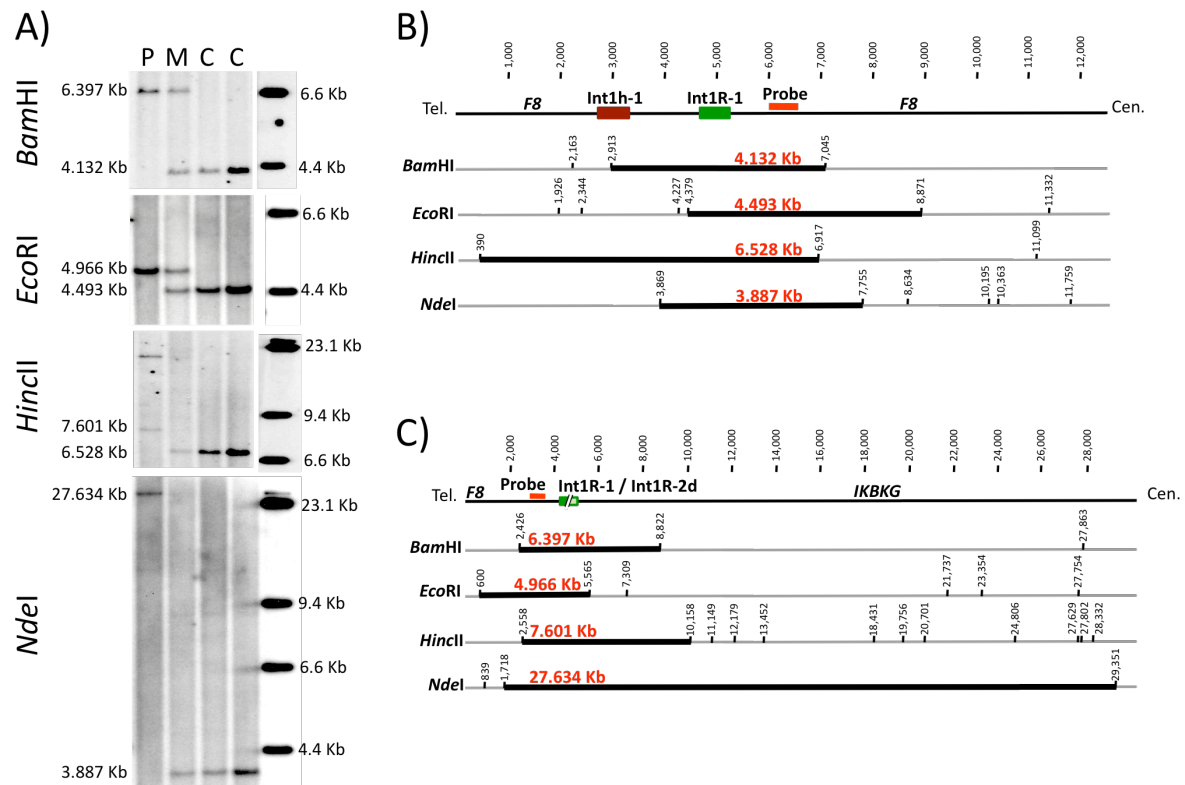 A)
P M C C
BamHI
6.397 Kb
4.132 Kb
6.6 Kb
4.4 Kb
EcoRI
4.966 Kb
4.493 Kb
6.6 Kb
4.4 Kb
HincII
7.601 Kb
6.528 Kb
23.1 Kb
9.4 Kb
6.6 Kb
NdeI
27.634 Kb
3.887 Kb
23.1 Kb
9.4 Kb
6.6 Kb
4.4 Kb
B)
1,000 2,000 3,000 4,000 5,000 6,000 7,000 8,000 9,000 10,000 11,000 12,000
Tel. F8 Int1h-1 Int1R-1 Probe F8 Cen.
BamHI 2,163 2,913 4.132 Kb 7,045
EcoRI 1,926 2,344 4,227 4,379 4.493 Kb 8,871 11,332
HincII 390 6.528 Kb 6,917 11,099
NdeI 3,869 3.887 Kb 7,755 8,634 10,195 10,363 11,759
C)
2,000 4,000 6,000 8,000 10,000 12,000 14,000 16,000 18,000 20,000 22,000 24,000 26,000 28,000
Tel. F8 Probe Int1R-1 / Int1R-2d IKBKG Cen.
BamHI 2,426 6.397 Kb 8,822 27,863
EcoRI 600 4.966 Kb 5,565 7,309 21,737 23,354 27,754
HincII 2,558 7.601 Kb 10,158 11,149 12,179 13,452 18,431 19,756 20,701 24,806 27,629 27,802 28,332
NdeI 839 1,718 27.634 Kb 29,351